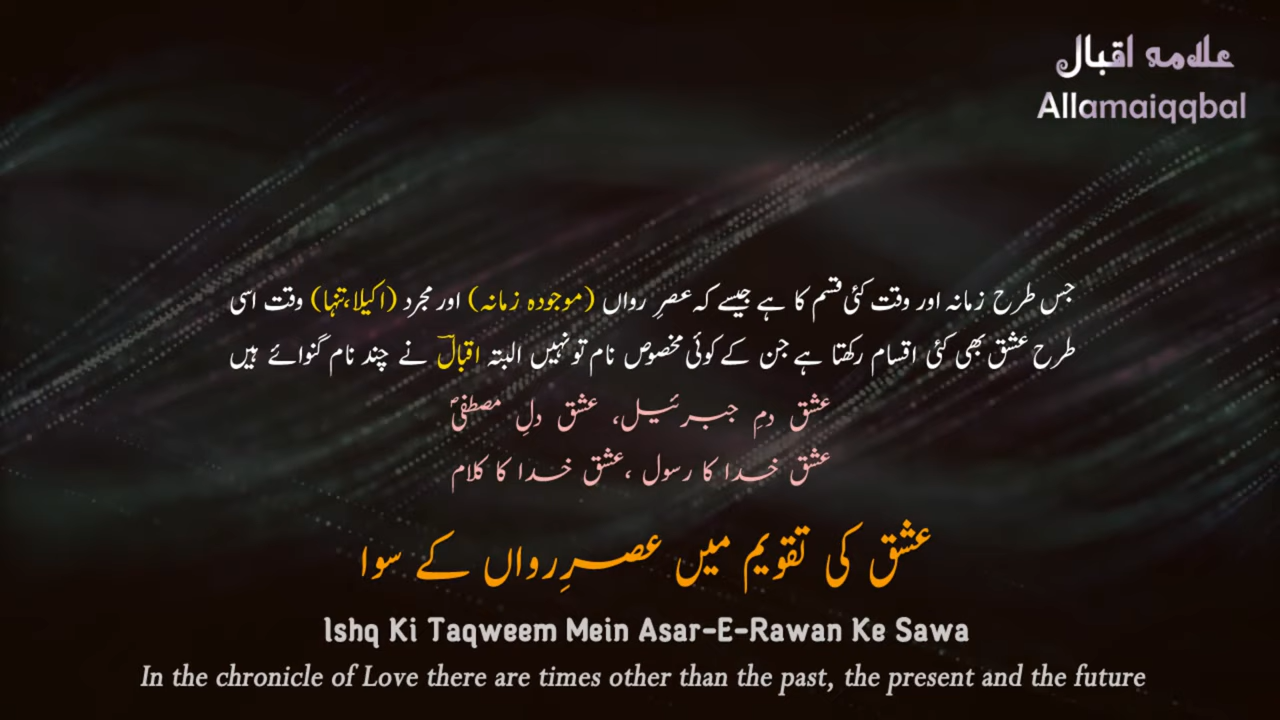 علامہ اقبال
Allamaiqqbal
جس طرح زمانہ اور وقت کئی قسم کا ہے جیسے کہ عصرِ رواں (موجودہ زمانہ) اور مجرد (اکیلا،تنہا) وقت اسی
طرح عشق بھی کئی اقسام رکھتا ہے جن کے کوئی مخصوص نام تو نہیں البتہ اقبالؔ نے چند نام گنوائے ہیں
عشق دمِ جبرئیل، عشق دلِ مصطفیؐ
عشق خدا کا رسول ،عشق خدا کا کلام
عشق کی تقویم میں عصرِرواں کے سوا
Ishq Ki Taqweem Mein Asar-E-Rawan Ke Sawa
In the chronicle of Love there are times other than the past, the present and the future